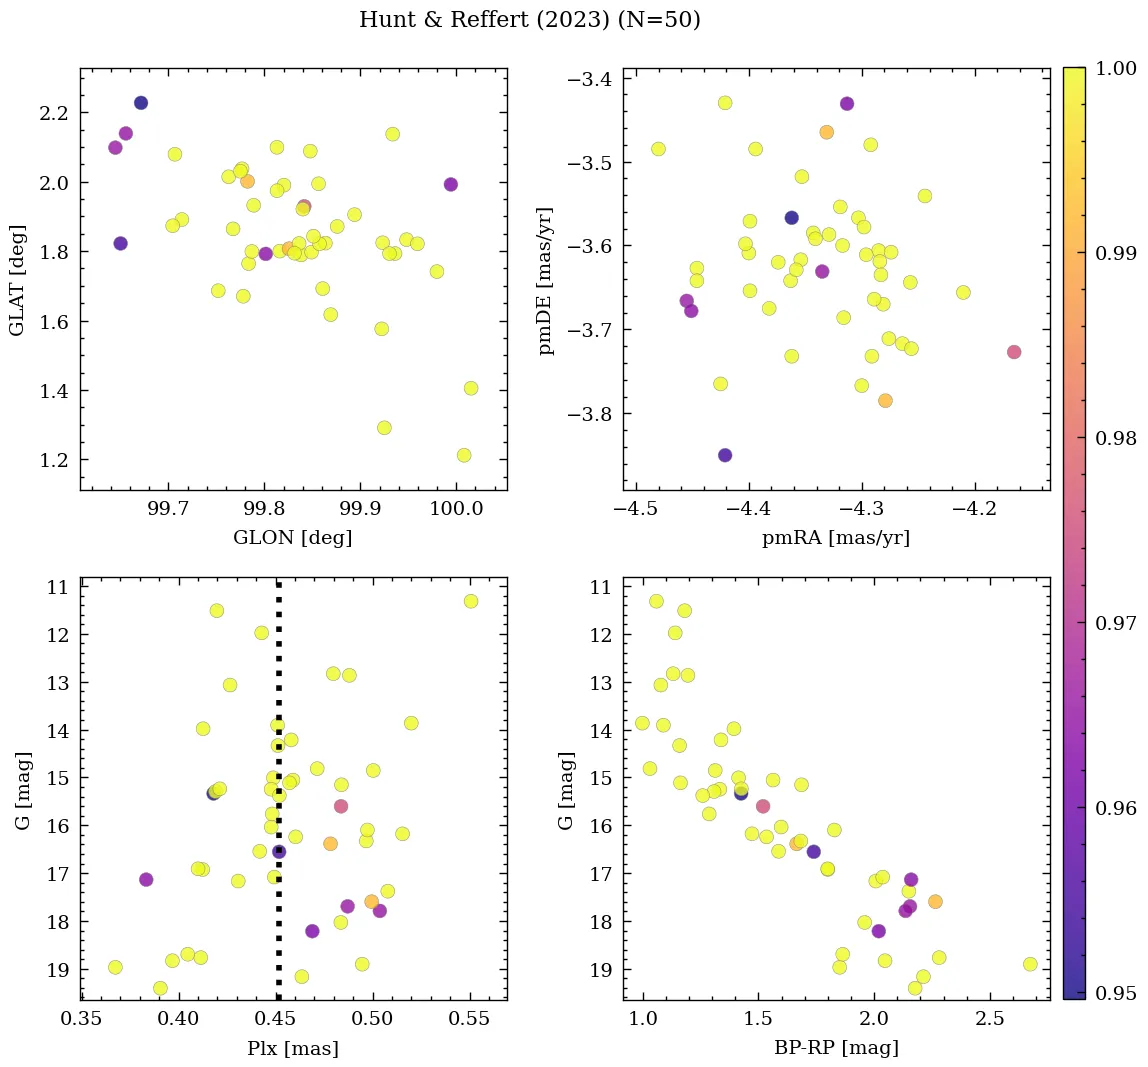 Hunt & Reffert (2023) (N=50)
2.2
2.0
1.8
1.6
1.4
1.2
GLAT [deg]
99.7 99.8 99.9 100.0
GLON [deg]
−3.4
−3.5
−3.6
−3.7
−3.8
pmDE [mas/yr]
−4.5 −4.4 −4.3 −4.2
pmRA [mas/yr]
11
12
13
14
15
16
17
18
19
G [mag]
0.35 0.40 0.45 0.50 0.55
Plx [mas]
11
12
13
14
15
16
17
18
19
G [mag]
1.0 1.5 2.0 2.5
BP-RP [mag]
1.00
0.99
0.98
0.97
0.96
0.95